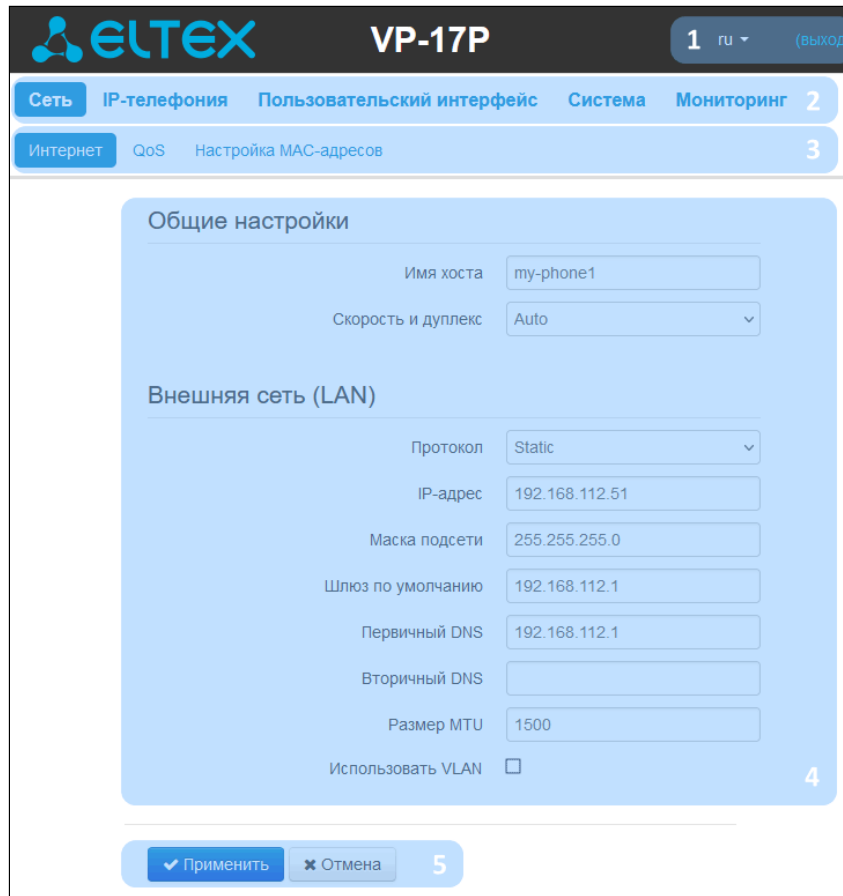 ELTEX VP-17P 1 ru (выход
Сеть IP-телефония Пользовательский интерфейс Система Мониторинг 2
Интернет QoS Настройка MAC-адресов 3
Общие настройки
Имя хоста my-phone1
Скорость и дуплекс Auto
Внешняя сеть (LAN)
Протокол Static
IP-адрес 192.168.112.51
Маска подсети 255.255.255.0
Шлюз по умолчанию 192.168.112.1
Первичный DNS 192.168.112.1
Вторичный DNS
Размер MTU 1500
Использовать VLAN
4
Применить Отмена 5